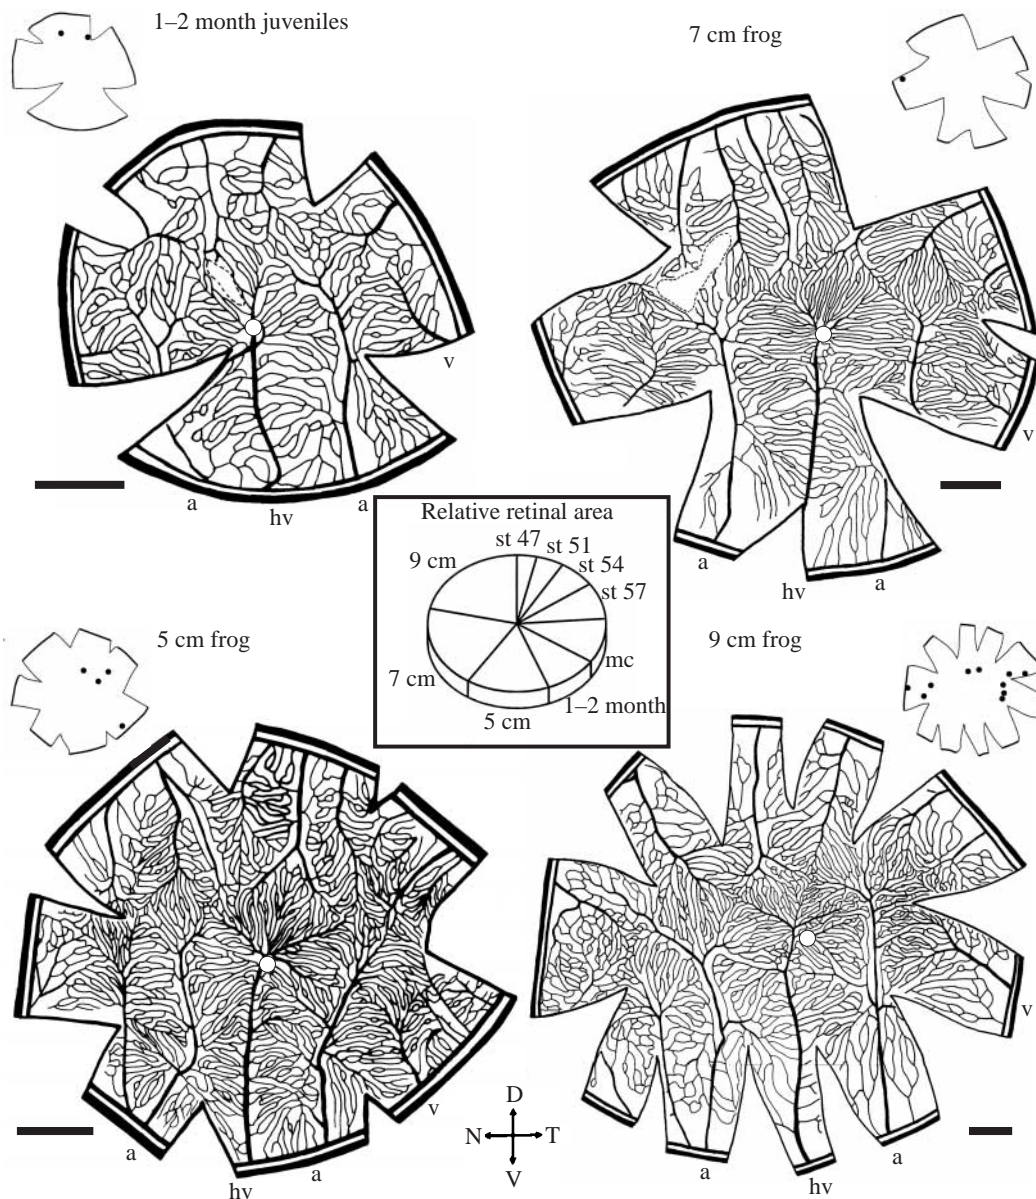 1–2 month juveniles
7 cm frog
v
v
a
hv
a
a
hv
a
Relative retinal area
st 47
st 51
st 54
st 57
9 cm
mc
7 cm
1–2 month
5 cm
5 cm frog
9 cm frog
v
v
D
N
T
V
a
hv
a
a
hv
a